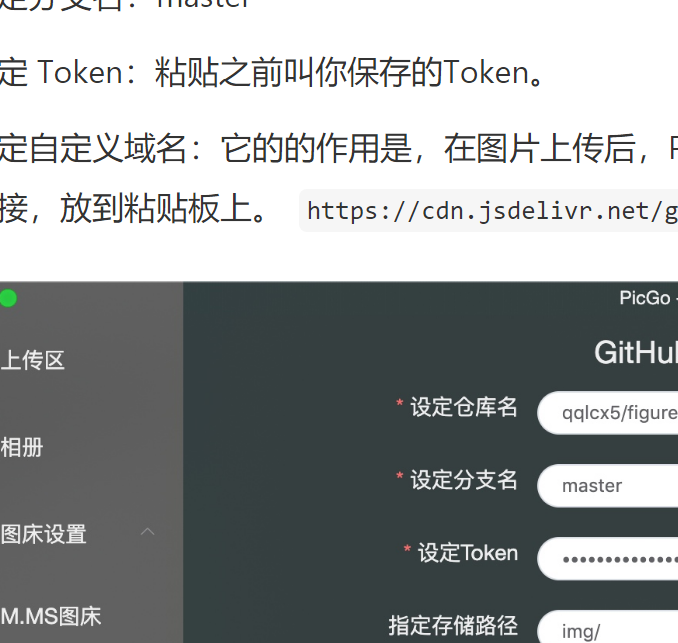 定分支名：master
定 Token：粘贴之前叫你保存的Token。
定自定义域名：它的的作用是，在图片上传后，P
接，放到粘贴板上。 https://cdn.jsdelivr.net/g
PicGo -
GitHu
上传区
* 设定仓库名 qqlcx5/figure
相册
* 设定分支名 master
图床设置
* 设定Token ••••••••••••••
M.MS图床
指定存储路径 img/